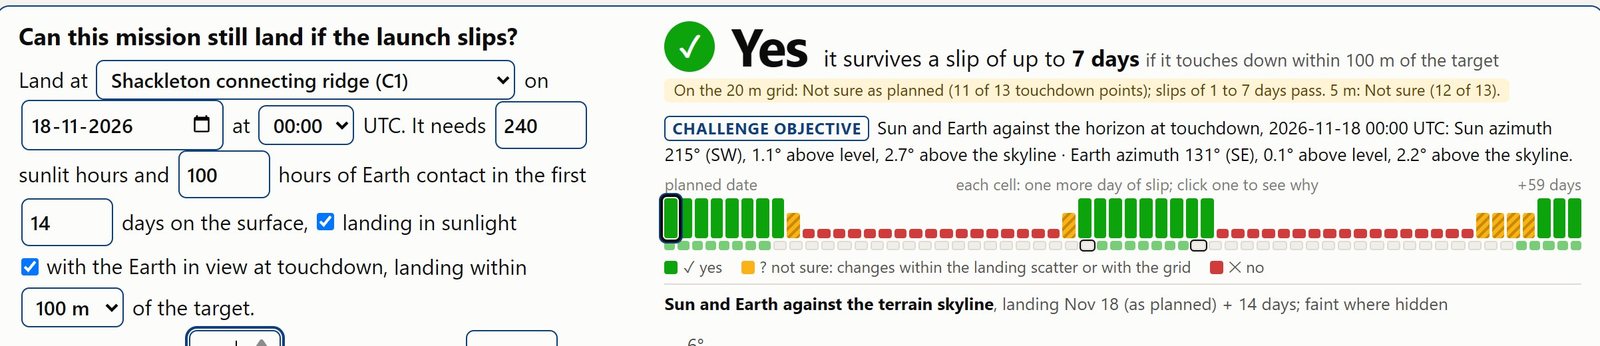 Can this mission still land if the launch slips?
Land at Shackleton connecting ridge (C1) on
18-11-2026 at 00:00 UTC. It needs 240
sunlit hours and 100 hours of Earth contact in the first
14 days on the surface, landing in sunlight
with the Earth in view at touchdown, landing within
100 m of the target.
✓ Yes it survives a slip of up to 7 days if it touches down within 100 m of the target
On the 20 m grid: Not sure as planned (11 of 13 touchdown points); slips of 1 to 7 days pass. 5 m: Not sure (12 of 13).
CHALLENGE OBJECTIVE Sun and Earth against the horizon at touchdown, 2026-11-18 00:00 UTC: Sun azimuth
215° (SW), 1.1° above level, 2.7° above the skyline · Earth azimuth 131° (SE), 0.1° above level, 2.2° above the skyline.
planned date each cell: one more day of slip; click one to see why +59 days
✓ yes ? not sure: changes within the landing scatter or with the grid ✕ no
Sun and Earth against the terrain skyline, landing Nov 18 (as planned) + 14 days; faint where hidden
6°